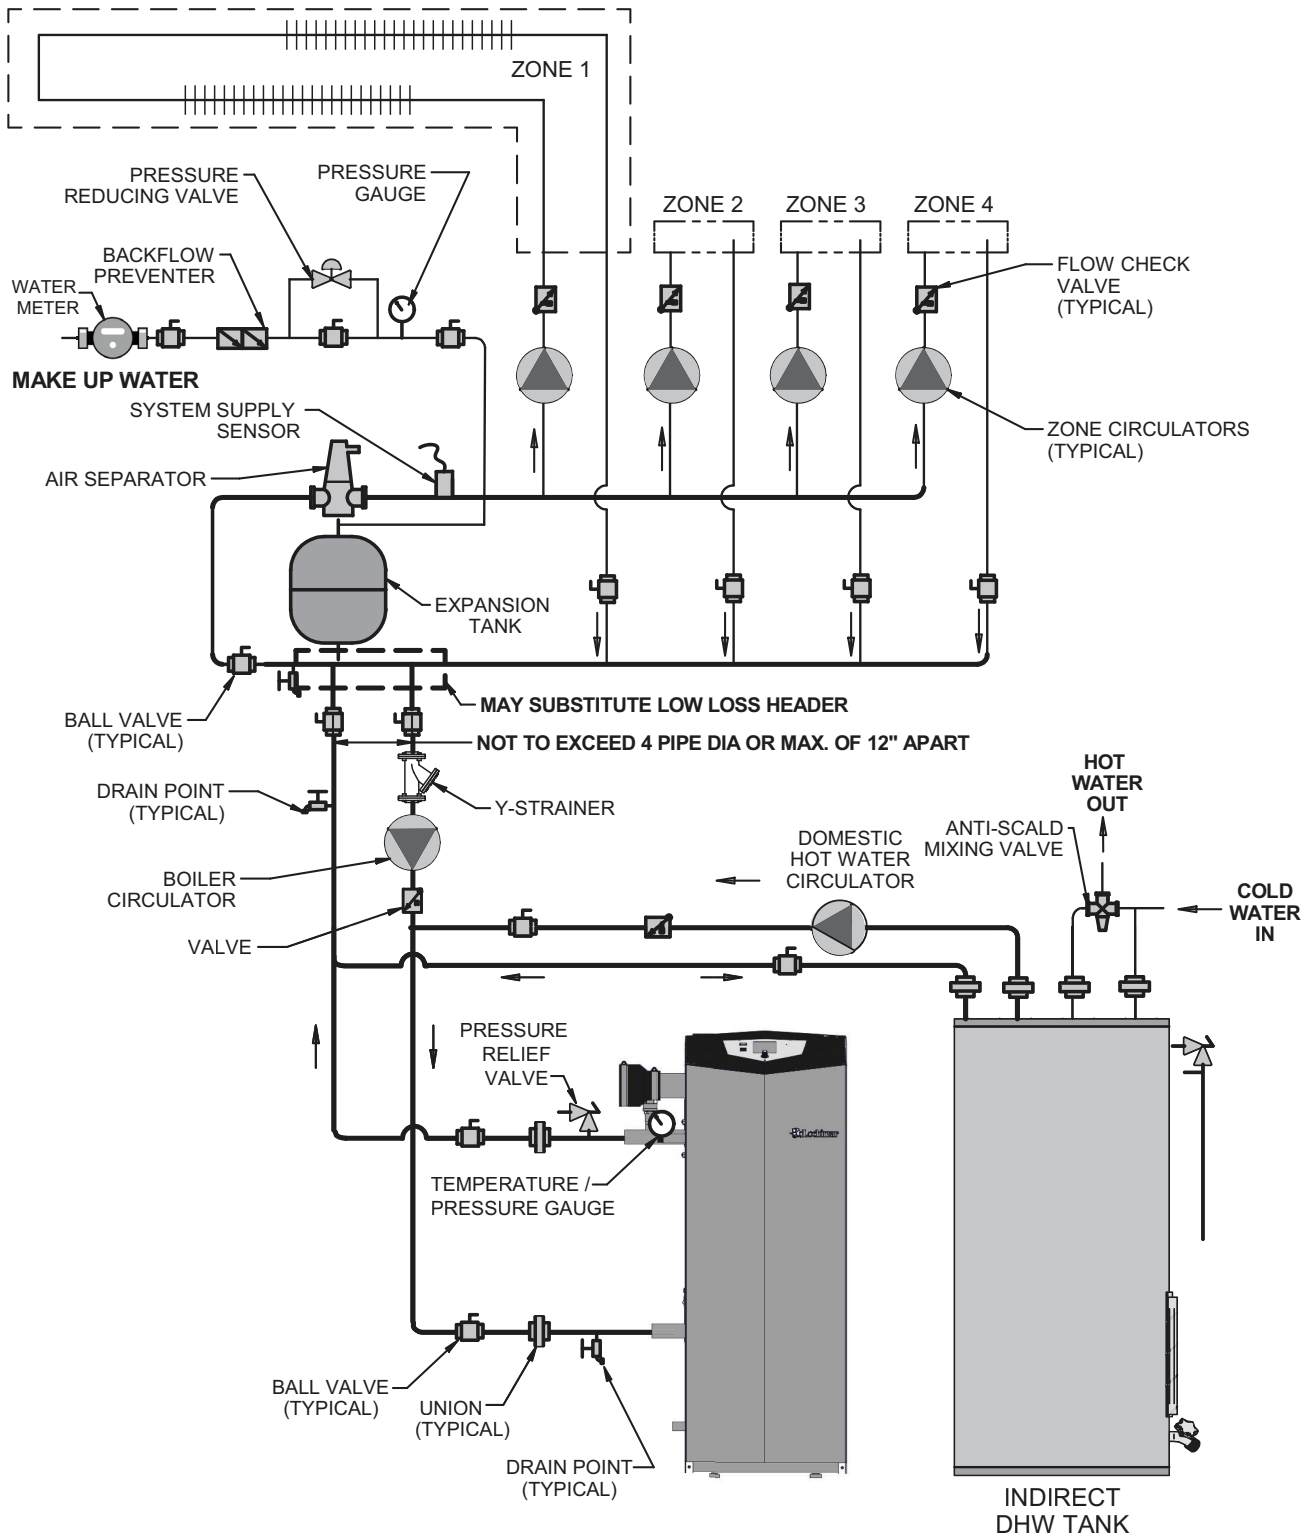 ZONE 1
PRESSURE
REDUCING VALVE
PRESSURE
GAUGE
ZONE 2
ZONE 3
ZONE 4
BACKFLOW
PREVENTER
FLOW CHECK
VALVE
(TYPICAL)
WATER
METER
MAKE UP WATER
SYSTEM SUPPLY
SENSOR
ZONE CIRCULATORS
(TYPICAL)
AIR SEPARATOR
EXPANSION
TANK
MAY SUBSTITUTE LOW LOSS HEADER
BALL VALVE
(TYPICAL)
NOT TO EXCEED 4 PIPE DIA OR MAX. OF 12" APART
HOT
WATER
OUT
DRAIN POINT
(TYPICAL)
Y-STRAINER
ANTI-SCALD
MIXING VALVE
DOMESTIC
HOT WATER
CIRCULATOR
BOILER
CIRCULATOR
COLD
WATER
IN
VALVE
PRESSURE
RELIEF
VALVE
Lochinvar
TEMPERATURE /
PRESSURE GAUGE
BALL VALVE
(TYPICAL)
UNION
(TYPICAL)
DRAIN POINT
(TYPICAL)
INDIRECT
DHW TANK